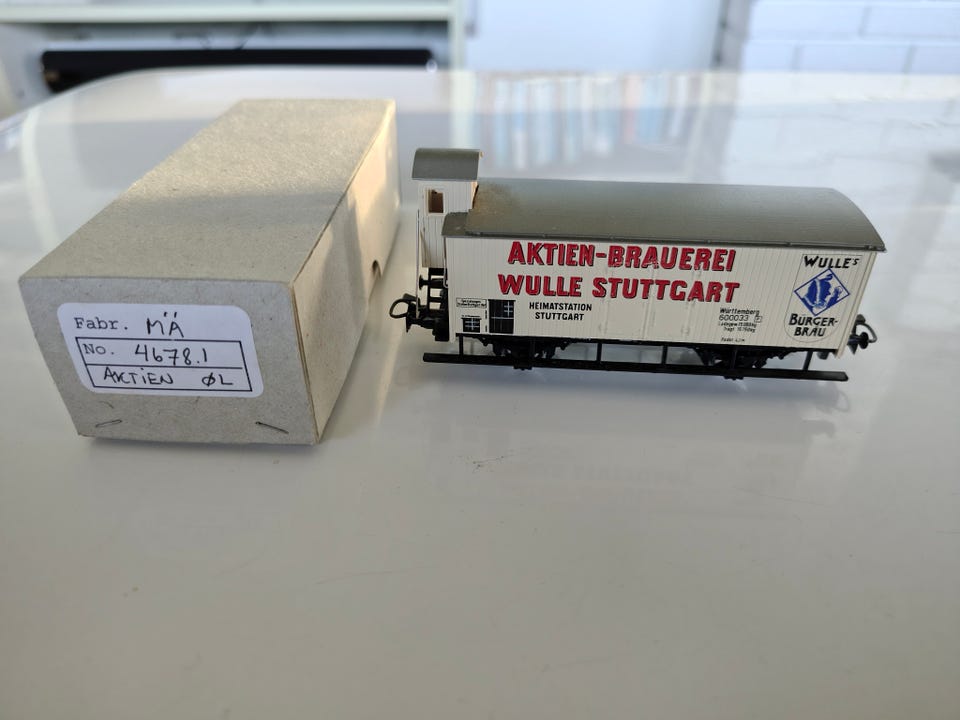 Fabr. MÄ
No. 4678.1
AKTIEN ØL
AKTIEN-BRAUEREI
WULLE STUTTGART
HEIMATSTATION
STUTTGART
Württemberg
600033
WULLE'S
BÜRGER-
BRÄU